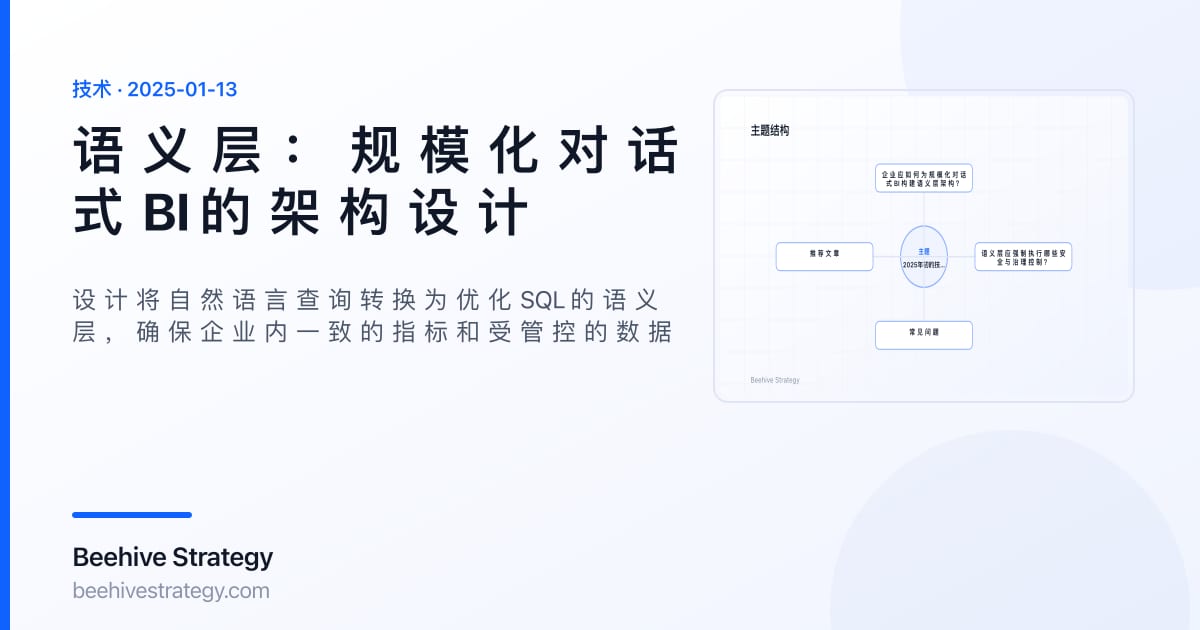 技术 · 2025-01-13
语义层：规模化对话
式 BI的架构设计
设计将自然语言查询转换为优化 SQL的语义
层，确保企业内一致的指标和受管控的数据
Beehive Strategy
beehivestrategy.com
主题结构
企业应如何为规模化对话
式BI构建语义层架构？
推荐文章
主题
语义层应强制执行哪些安
全与治理控制？
常见问题
Beehive Strategy